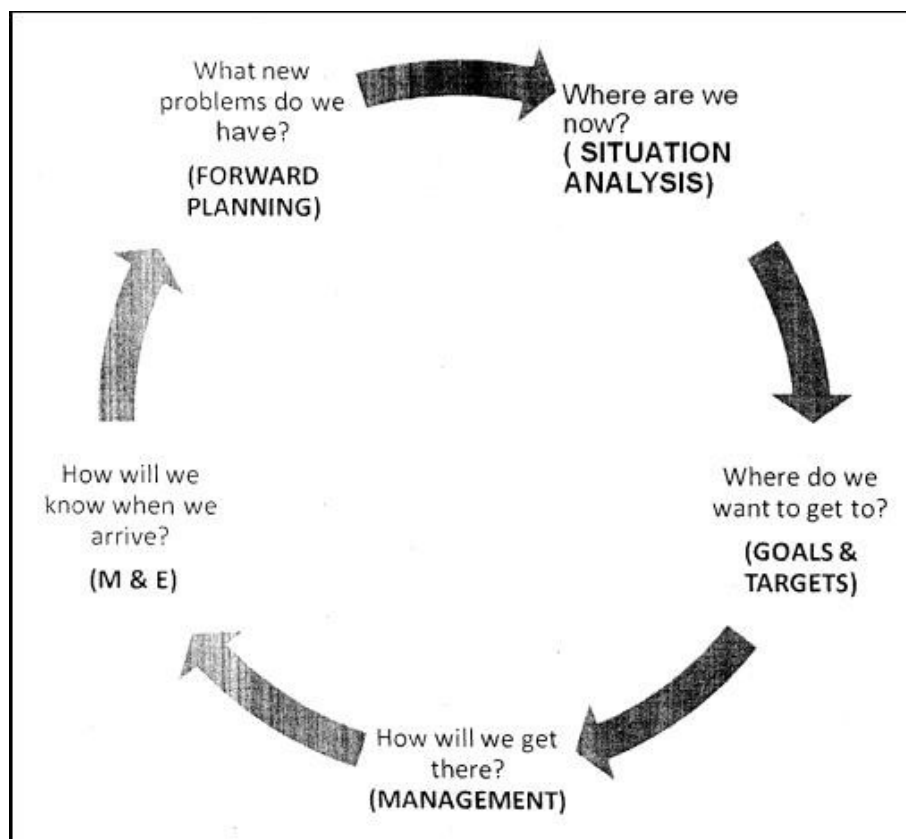 What new
problems do we
have?
(FORWARD
PLANNING)
Where are we
now?
( SITUATION
ANALYSIS)
Where do we
want to get to?
(GOALS &
TARGETS)
How will we get
there?
(MANAGEMENT)
How will we
know when we
arrive?
(M & E)